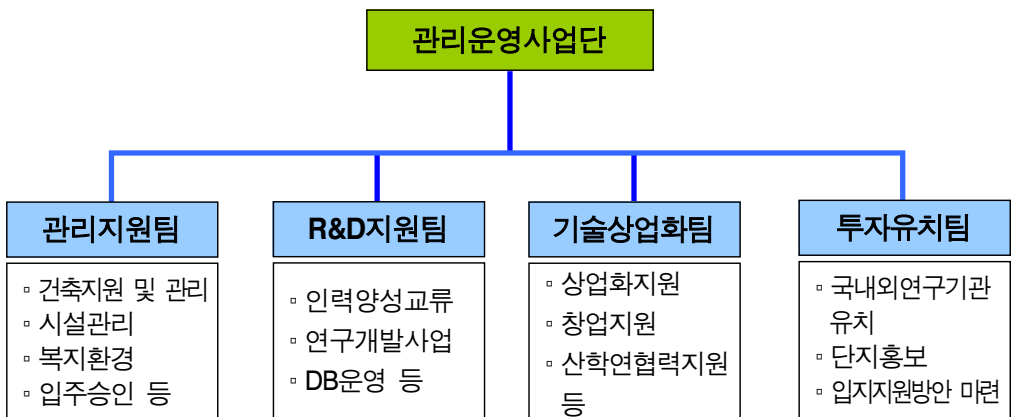 관리운영사업단
관리지원팀
▫ 건축지원 및 관리
▫ 시설관리
▫ 복지환경
▫ 입주승인 등
R&D지원팀
▫ 인력양성교류
▫ 연구개발사업
▫ DB운영 등
기술상업화팀
▫ 상업화지원
▫ 창업지원
▫ 산학연협력지원
등
투자유치팀
▫ 국내외연구기관
유치
▫ 단지홍보
▫ 입지지원방안 마련